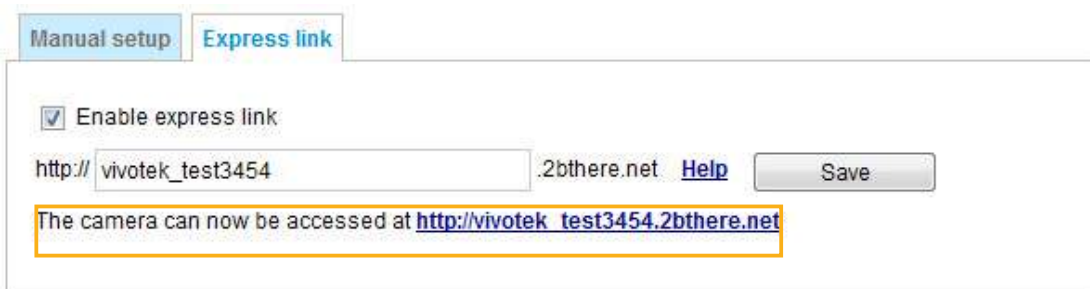 Manual setup Express link
Enable express link
http:// vivotek_test3454 .2bthere.net Help Save
The camera can now be accessed at http://vivotek_test3454.2bthere.net